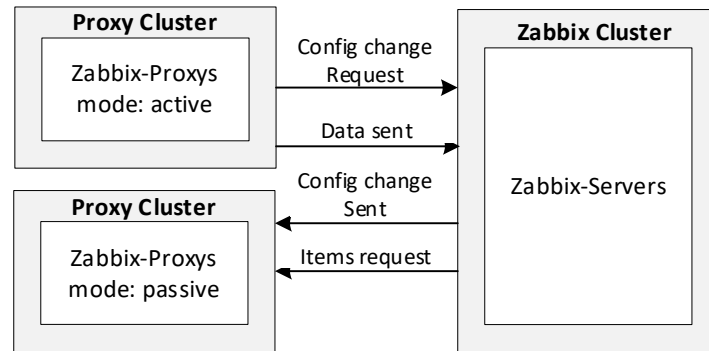 Proxy Cluster
Zabbix-Proxys
mode: active
Config change
Request
Data sent
Zabbix Cluster
Zabbix-Servers
Config change
Sent
Items request
Proxy Cluster
Zabbix-Proxys
mode: passive